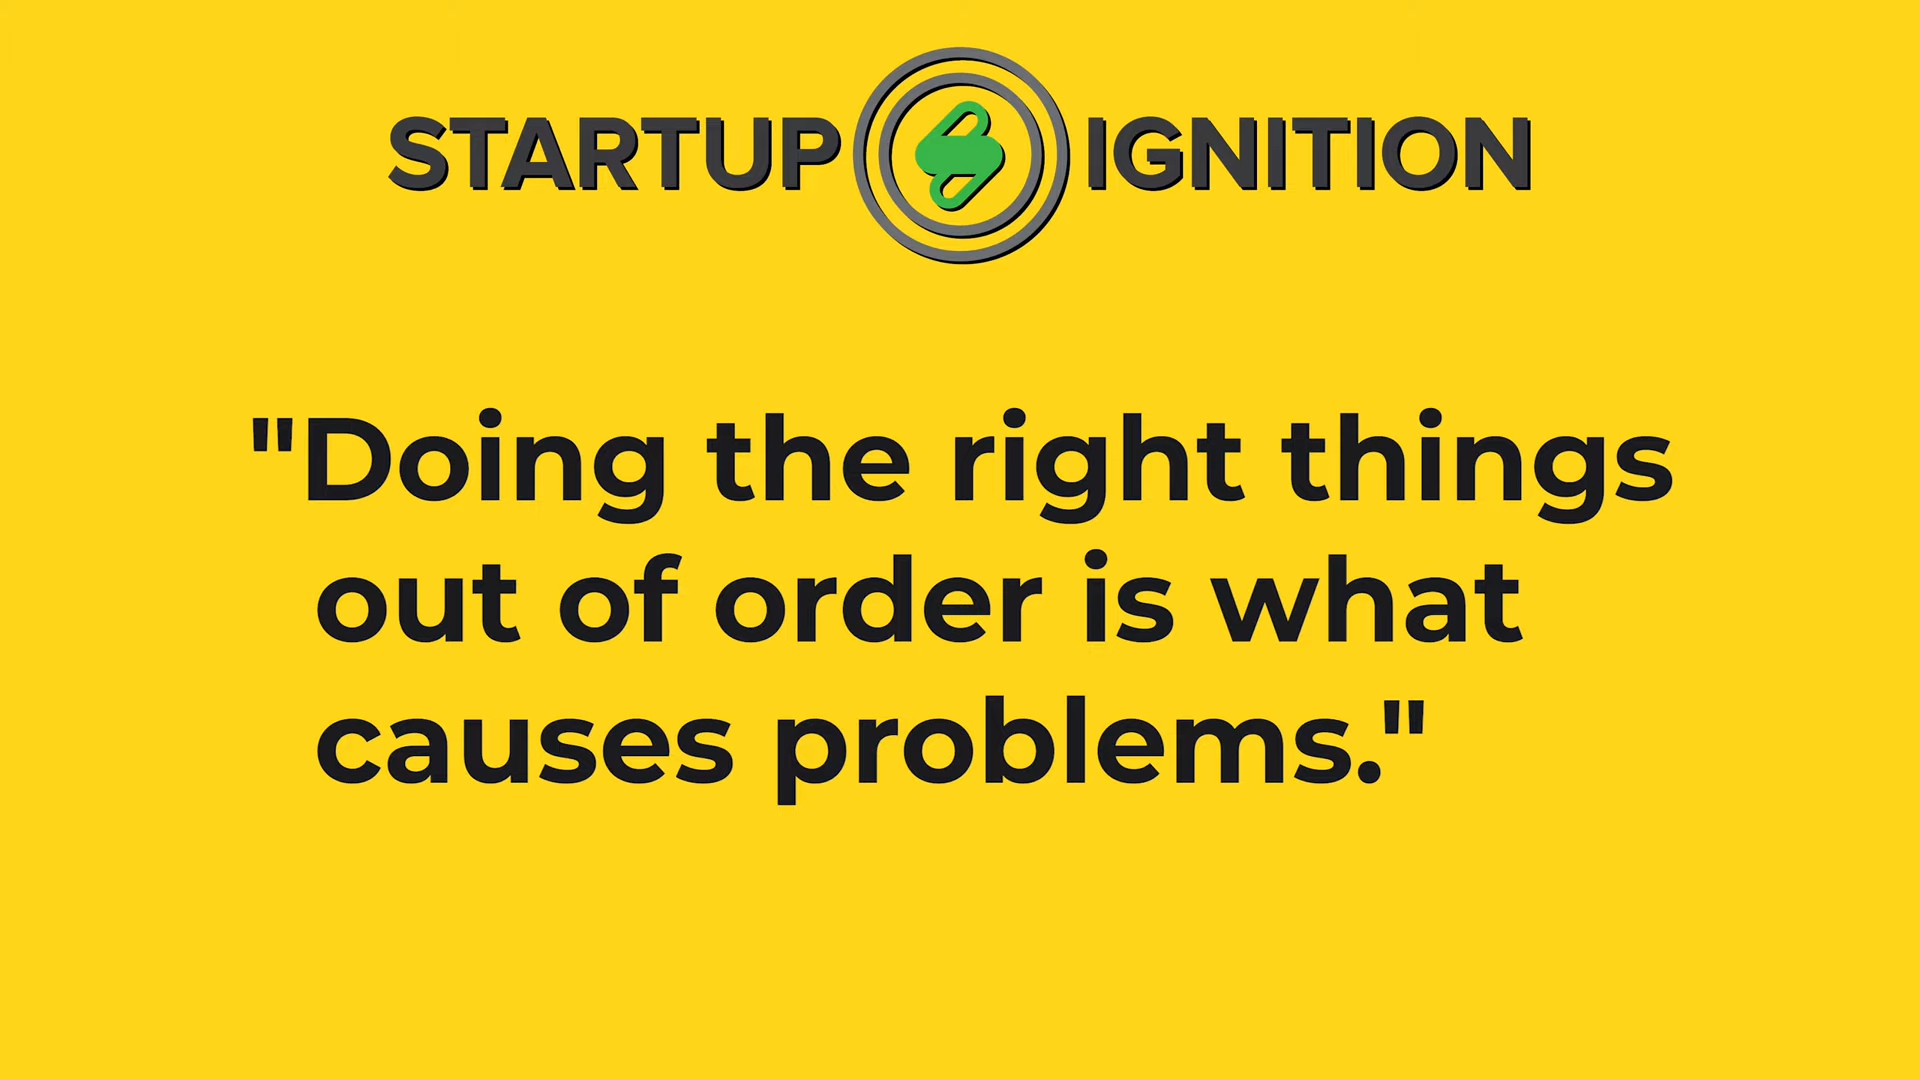 STARTUP IGNITION
"Doing the right things
out of order is what
causes problems."